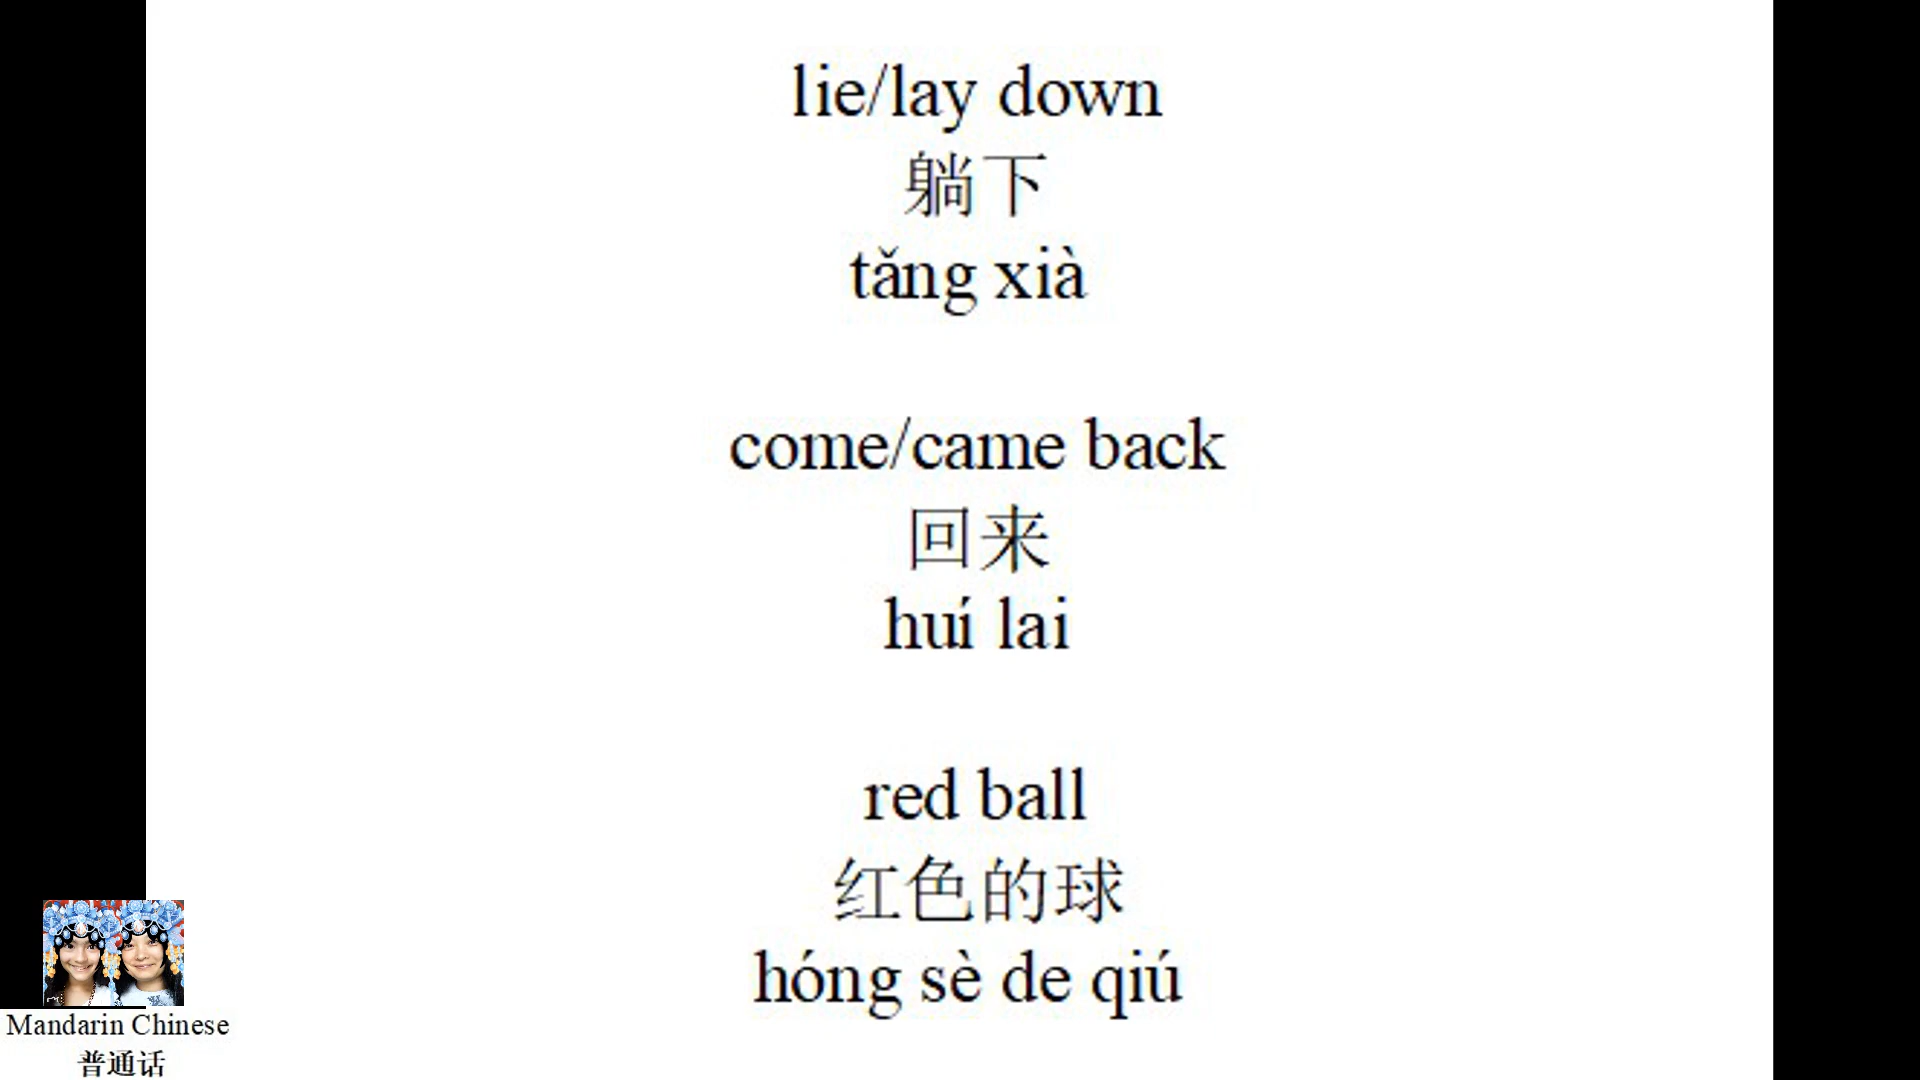 lie/lay down
躺下
tǎng xià
come/came back
回来
huí lai
red ball
红色的球
hóng sè de qiú
Mandarin Chinese
普通话